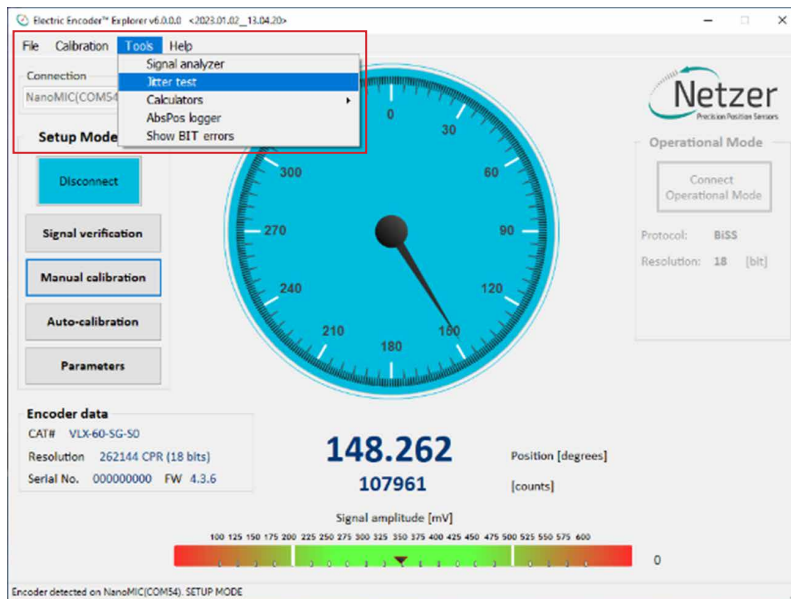 Electric Encoder™ Explorer v6.0.0.0 <2023.01.02__13.04.20>
File Calibration Tools Help
Signal analyzer
Jitter test
Calculators
AbsPos logger
Show BIT errors
Connection
NanoMIC(COM54
Setup Mode
Disconnect
Signal verification
Manual calibration
Auto-calibration
Parameters
0
30
60
90
120
150
180
210
240
270
300
Netzer
Precision Position Sensors
Operational Mode
Connect
Operational Mode
Protocol: BiSS
Resolution: 18 [bit]
Encoder data
CAT# VLX-60-SG-S0
Resolution 262144 CPR (18 bits)
Serial No. 000000000 FW 4.3.6
148.262 Position [degrees]
107961 [counts]
Signal amplitude [mV]
100 125 150 175 200 225 250 275 300 325 350 375 400 425 450 475 500 525 550 575 600
0
Encoder detected on NanoMIC(COM54). SETUP MODE